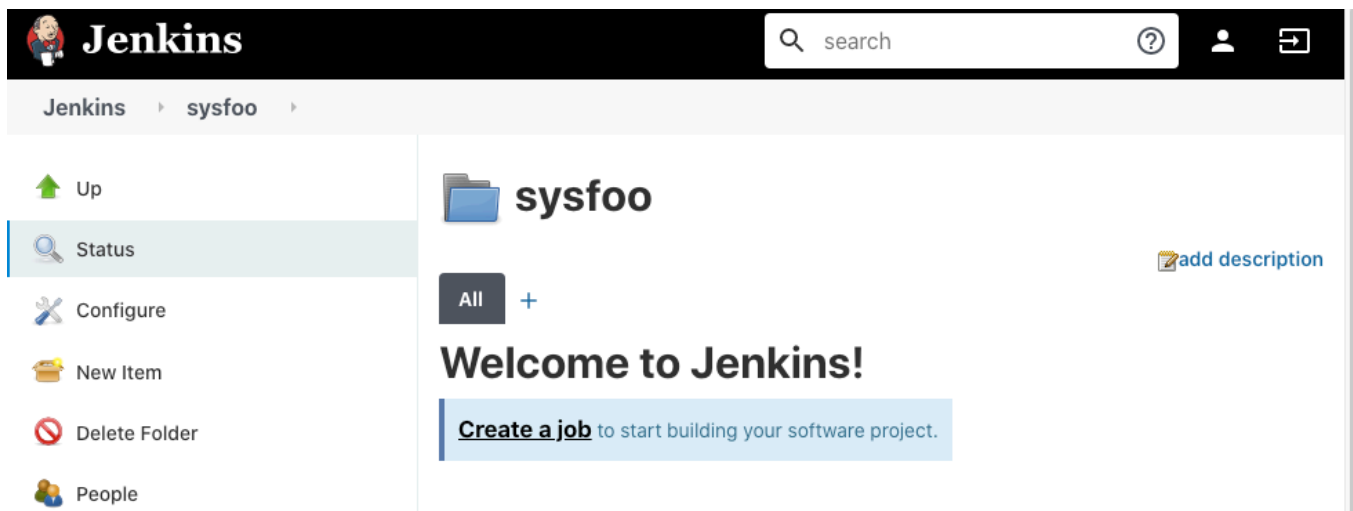 Jenkins
search
Jenkins sysfoo
Up
Status
Configure
New Item
Delete Folder
People
sysfoo
add description
All +
Welcome to Jenkins!
Create a job to start building your software project.